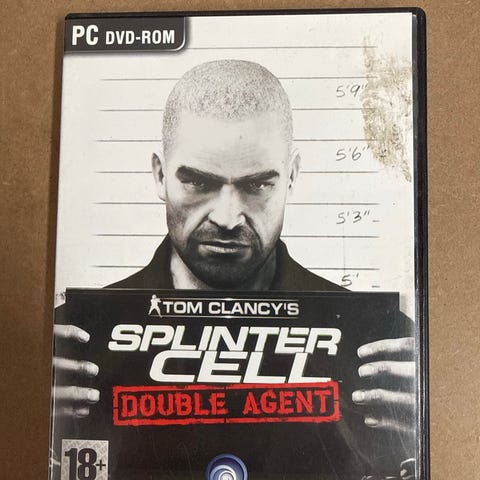 PC DVD-ROM
5'9"
5'6"
5'3"
5'
TOM CLANCY'S
SPLINTER
CELL
DOUBLE AGENT
18+